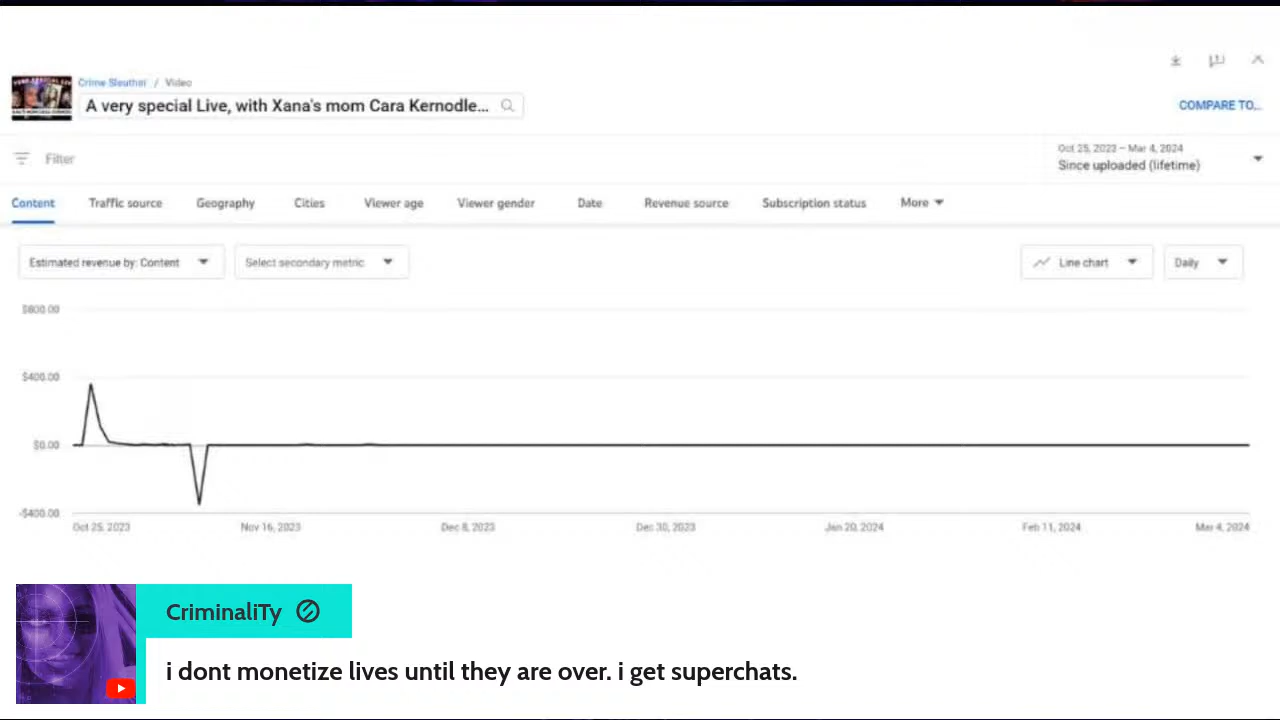 Crime Sleuther / Video
A very special Live, with Xana's mom Cara Kernodle...
COMPARE TO...
Filter
Oct 25, 2023 – Mar 4, 2024
Since uploaded (lifetime)
Content Traffic source Geography Cities Viewer age Viewer gender Date Revenue source Subscription status More
Estimated revenue by: Content Select secondary metric Line chart Daily
$800.00
$400.00
$0.00
-$400.00
Oct 25, 2023 Nov 16, 2023 Dec 8, 2023 Dec 30, 2023 Jan 20, 2024 Feb 11, 2024 Mar 4, 2024
CriminaliTy
i dont monetize lives until they are over. i get superchats.